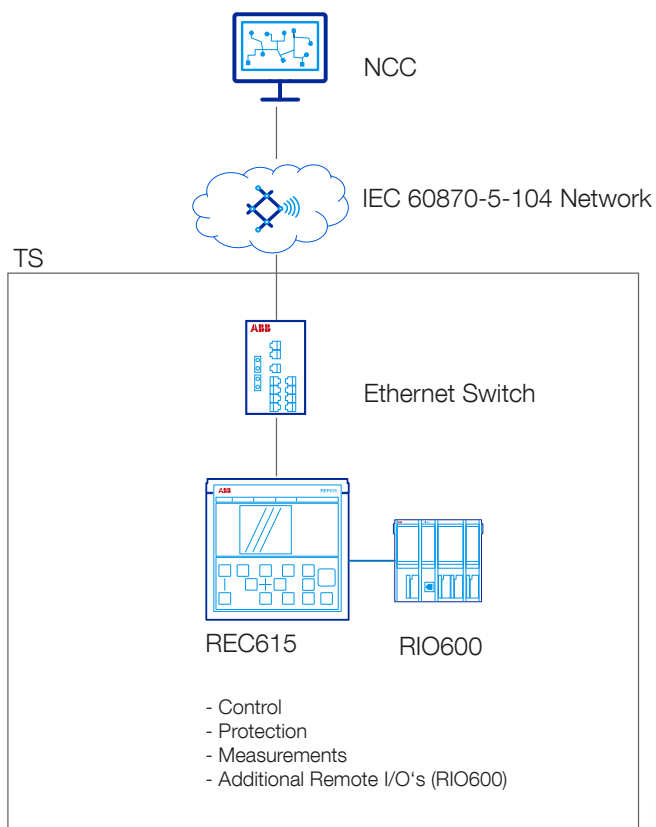 NCC
IEC 60870-5-104 Network
TS
ABB
Ethernet Switch
ABB
REF615
REC615
RIO600
- Control
- Protection
- Measurements
- Additional Remote I/O‘s (RIO600)